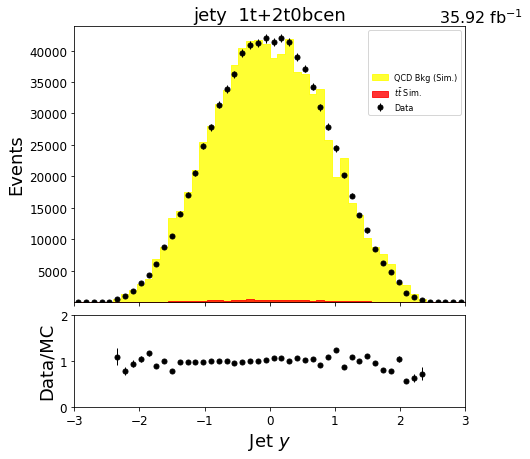 jety 1t+2t0bcen
35.92 fb⁻¹
QCD Bkg (Sim.)
tt̄ Sim.
Data
Events
40000
35000
30000
25000
20000
15000
10000
5000
Data/MC
2
1
0
−3 −2 −1 0 1 2 3
Jet y